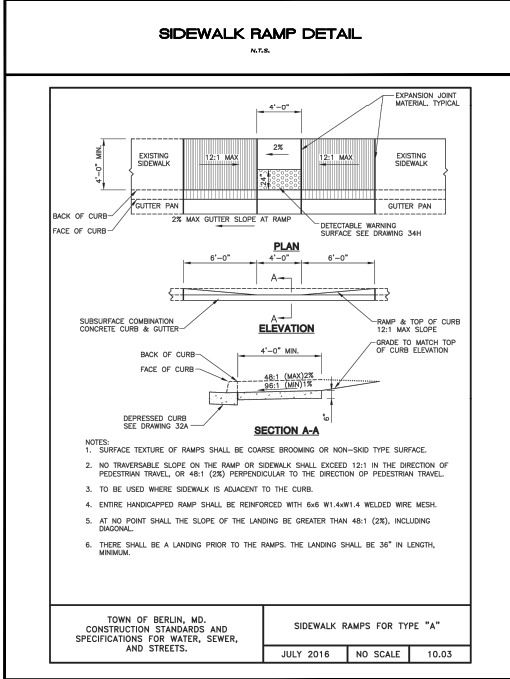 SIDEWALK RAMP DETAIL
N.T.S.
4'-0"
EXPANSION JOINT
MATERIAL, TYPICAL
4'-0" MIN.
EXISTING
SIDEWALK
12:1 MAX
2%
24"
12:1 MAX
EXISTING
SIDEWALK
GUTTER PAN
GUTTER PAN
BACK OF CURB
FACE OF CURB
2% MAX GUTTER SLOPE AT RAMP
DETECTABLE WARNING
SURFACE SEE DRAWING 34H
PLAN
6'-0"
4'-0"
6'-0"
A
A
SUBSURFACE COMBINATION
CONCRETE CURB & GUTTER
ELEVATION
RAMP & TOP OF CURB
12:1 MAX SLOPE
GRADE TO MATCH TOP
OF CURB ELEVATION
BACK OF CURB
FACE OF CURB
4'-0" MIN.
48:1 (MAX)2%
96:1 (MIN)1%
6"
DEPRESSED CURB
SEE DRAWING 32A
SECTION A-A
NOTES:
1. SURFACE TEXTURE OF RAMPS SHALL BE COARSE BROOMING OR NON-SKID TYPE SURFACE.
2. NO TRAVERSABLE SLOPE ON THE RAMP OR SIDEWALK SHALL EXCEED 12:1 IN THE DIRECTION OF
PEDESTRIAN TRAVEL, OR 48:1 (2%) PERPENDICULAR TO THE DIRECTION OP PEDESTRIAN TRAVEL.
3. TO BE USED WHERE SIDEWALK IS ADJACENT TO THE CURB.
4. ENTIRE HANDICAPPED RAMP SHALL BE REINFORCED WITH 6x6 W1.4xW1.4 WELDED WIRE MESH.
5. AT NO POINT SHALL THE SLOPE OF THE LANDING BE GREATER THAN 48:1 (2%), INCLUDING
DIAGONAL.
6. THERE SHALL BE A LANDING PRIOR TO THE RAMPS. THE LANDING SHALL BE 36" IN LENGTH,
MINIMUM.
TOWN OF BERLIN, MD.
CONSTRUCTION STANDARDS AND
SPECIFICATIONS FOR WATER, SEWER,
AND STREETS.
SIDEWALK RAMPS FOR TYPE "A"
JULY 2016
NO SCALE
10.03